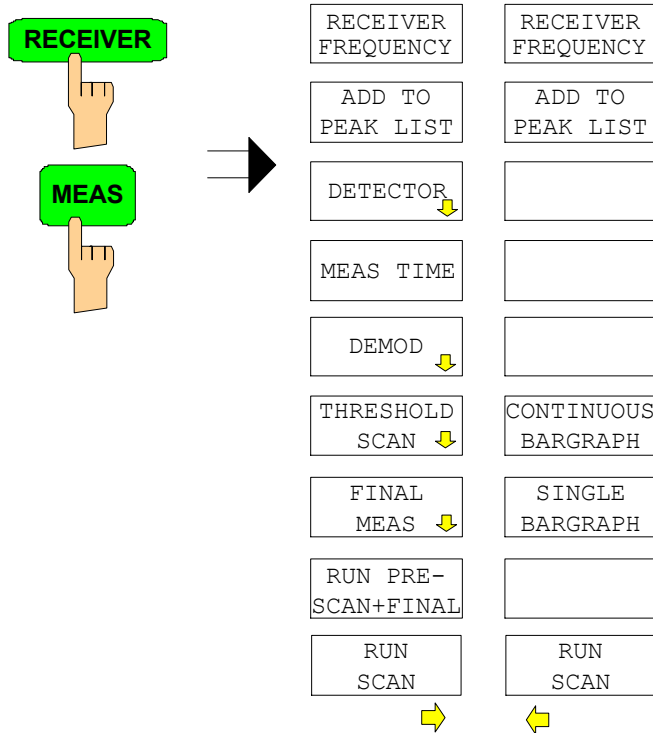 RECEIVER
MEAS
RECEIVER
FREQUENCY
ADD TO
PEAK LIST
DETECTOR
MEAS TIME
DEMOD
THRESHOLD
SCAN
FINAL
MEAS
RUN PRE-
SCAN+FINAL
RUN
SCAN
RECEIVER
FREQUENCY
ADD TO
PEAK LIST
CONTINUOUS
BARGRAPH
SINGLE
BARGRAPH
RUN
SCAN